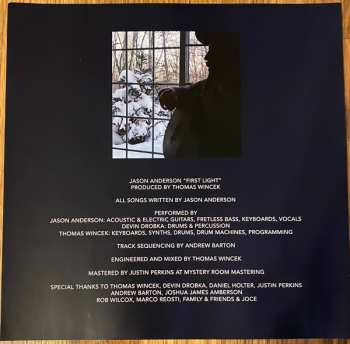 JASON ANDERSON "FIRST LIGHT"
PRODUCED BY THOMAS WINCEK
ALL SONGS WRITTEN BY JASON ANDERSON
PERFORMED BY
JASON ANDERSON: ACOUSTIC & ELECTRIC GUITARS, FRETLESS BASS, KEYBOARDS, VOCALS
DEVIN DROBKA: DRUMS & PERCUSSION
THOMAS WINCEK: KEYBOARDS, SYNTHS, DRUMS, DRUM MACHINES, PROGRAMMING
TRACK SEQUENCING BY ANDREW BARTON
ENGINEERED AND MIXED BY THOMAS WINCEK
MASTERED BY JUSTIN PERKINS AT MYSTERY ROOM MASTERING
SPECIAL THANKS TO THOMAS WINCEK, DEVIN DROBKA, DANIEL HOLTER, JUSTIN PERKINS
ANDREW BARTON, JOSHUA JAMES AMBERSON
ROB WILCOX, MARCO REOSTI, FAMILY & FRIENDS & JOCE